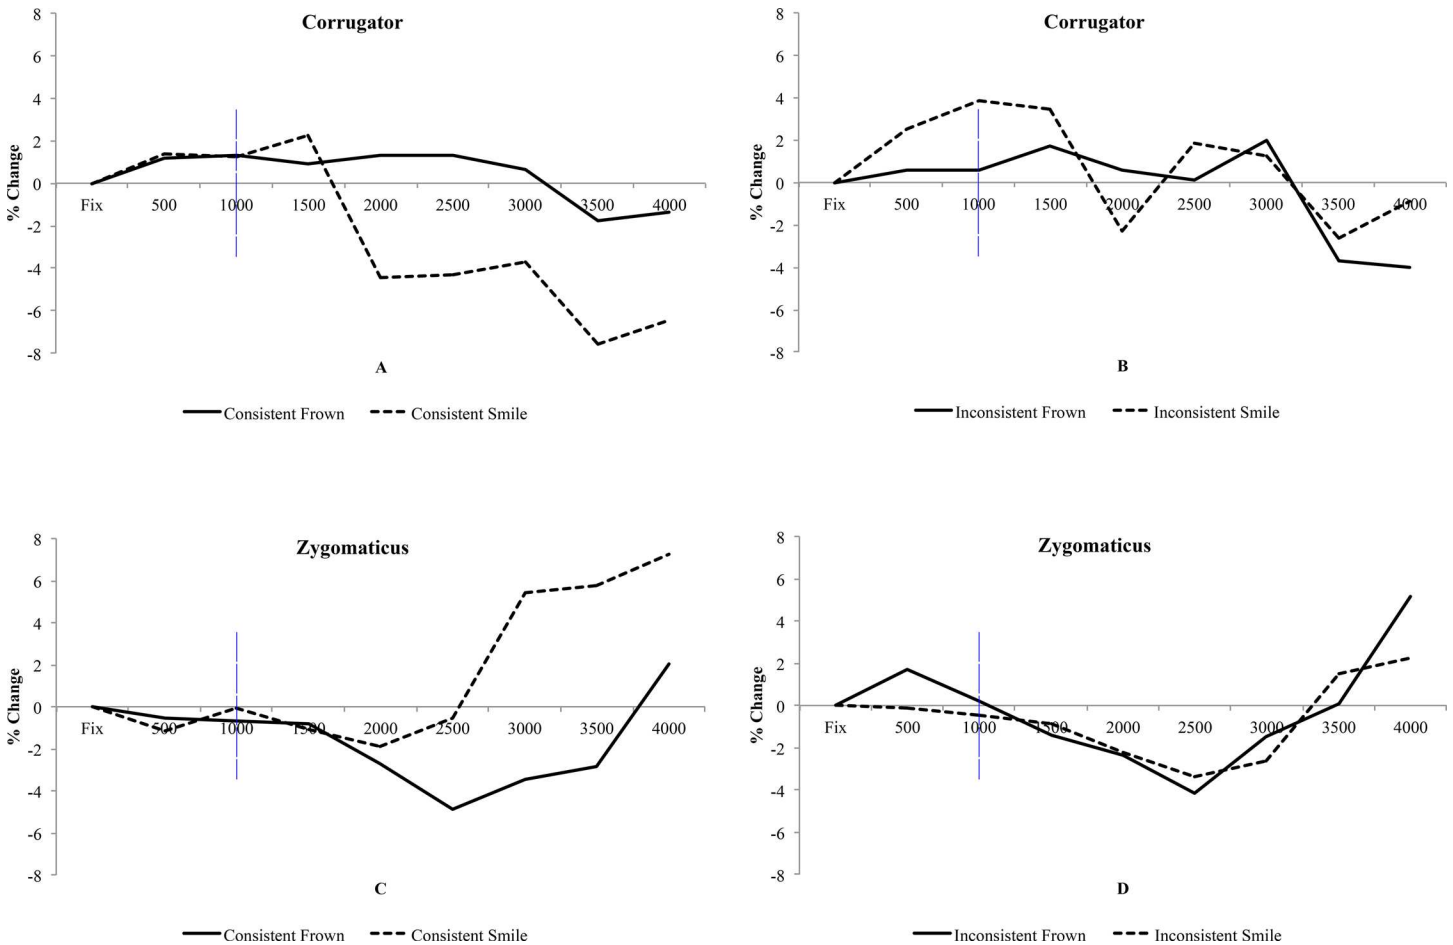 Corrugator
8
6
4
2
0
-2
-4
-6
-8
% Change
Fix 500 1000 1500 2000 2500 3000 3500 4000
A
Consistent Frown Consistent Smile
Corrugator
8
6
4
2
0
-2
-4
-6
-8
% Change
Fix 500 1000 1500 2000 2500 3000 3500 4000
B
Inconsistent Frown Inconsistent Smile
Zygomaticus
8
6
4
2
0
-2
-4
-6
-8
% Change
Fix 500 1000 1500 2000 2500 3000 3500 4000
C
Consistent Frown Consistent Smile
Zygomaticus
8
6
4
2
0
-2
-4
-6
-8
% Change
Fix 500 1000 1500 2000 2500 3000 3500 4000
D
Inconsistent Frown Inconsistent Smile